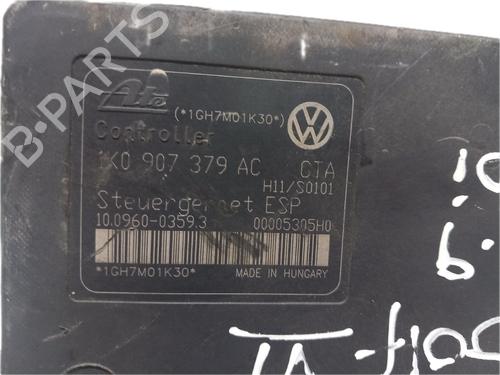 B-PARTS
Ate (*1GH7M01K30*)
Controller
1K0 907 379 AC CTA
H11/S0101
Steuergeraet ESP
10.0960-0359.3 00005305H0
*1GH7M01K30* MADE IN HUNGARY